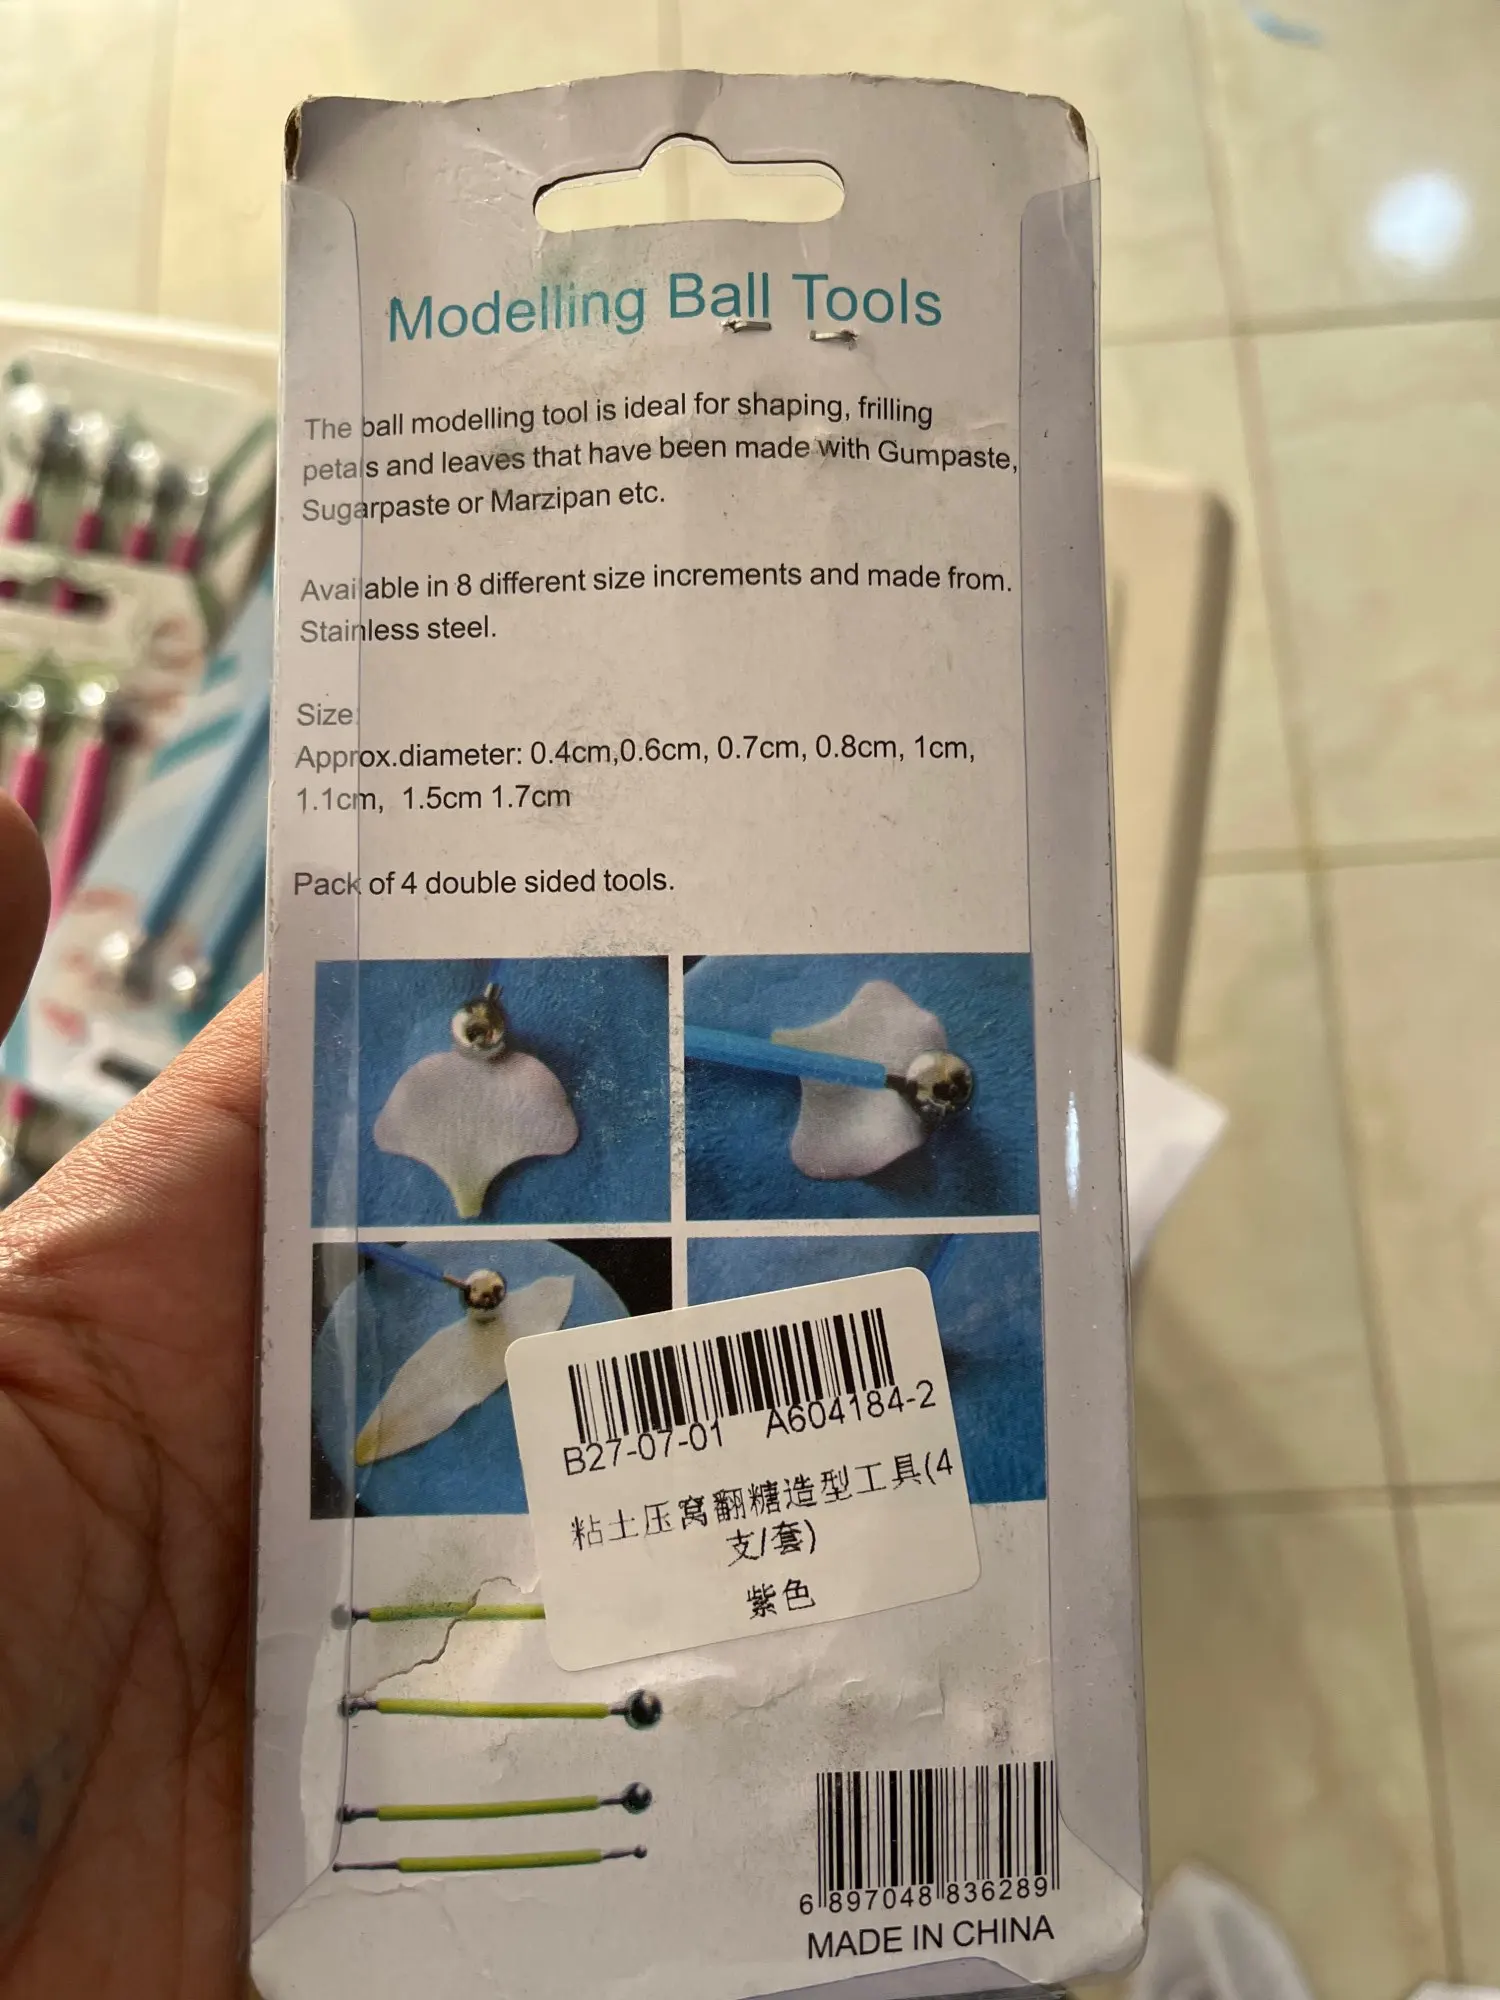 Modelling Ball Tools
The ball modelling tool is ideal for shaping, frilling
petals and leaves that have been made with Gumpaste,
Sugarpaste or Marzipan etc.
Available in 8 different size increments and made from.
Stainless steel.
Size:
Approx.diameter: 0.4cm,0.6cm, 0.7cm, 0.8cm, 1cm,
1.1cm, 1.5cm 1.7cm
Pack of 4 double sided tools.
B27-07-01 A604184-2
粘土压窝翻糖造型工具(4
支/套)
紫色
6 897048 836289
MADE IN CHINA